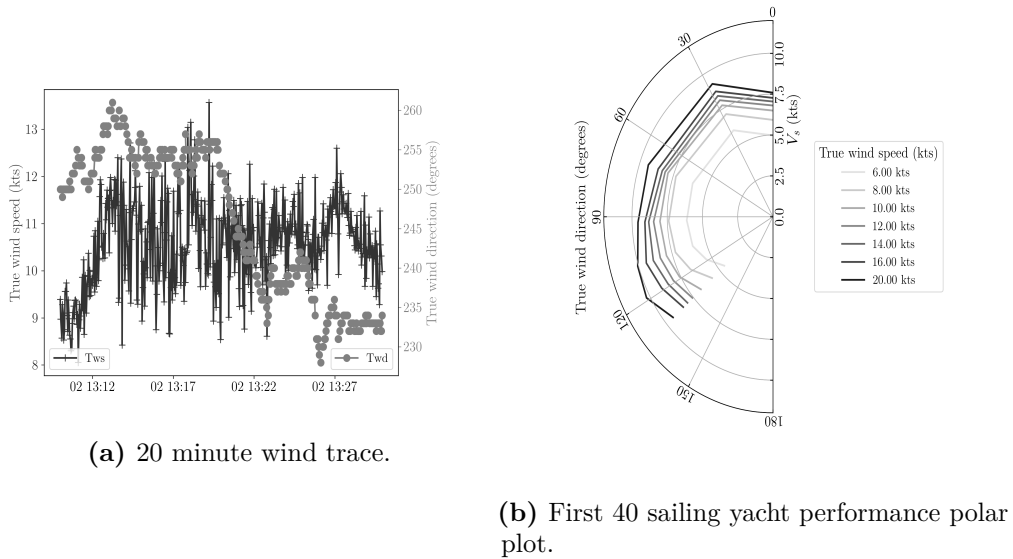 True wind speed (kts)
13
12
11
10
9
8
260
255
250
245
240
235
230
True wind direction (degrees)
Tws
Twd
02 13:12
02 13:17
02 13:22
02 13:27
(a) 20 minute wind trace.
0
30
60
90
120
150
180
True wind direction (degrees)
10.0
7.5
5.0
2.5
0.0
Vs (kts)
True wind speed (kts)
6.00 kts
8.00 kts
10.00 kts
12.00 kts
14.00 kts
16.00 kts
20.00 kts
(b) First 40 sailing yacht performance polar
plot.